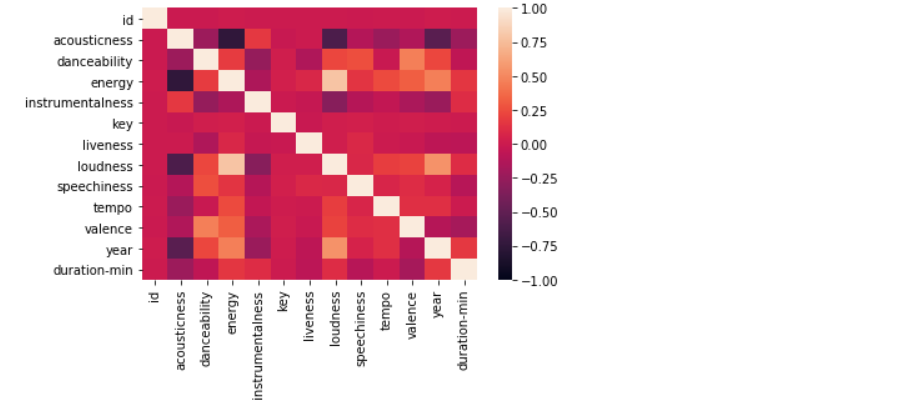 id
acousticness
danceability
energy
instrumentalness
key
liveness
loudness
speechiness
tempo
valence
year
duration-min
id
acousticness
danceability
energy
instrumentalness
key
liveness
loudness
speechiness
tempo
valence
year
duration-min
1.00
0.75
0.50
0.25
0.00
−0.25
−0.50
−0.75
−1.00